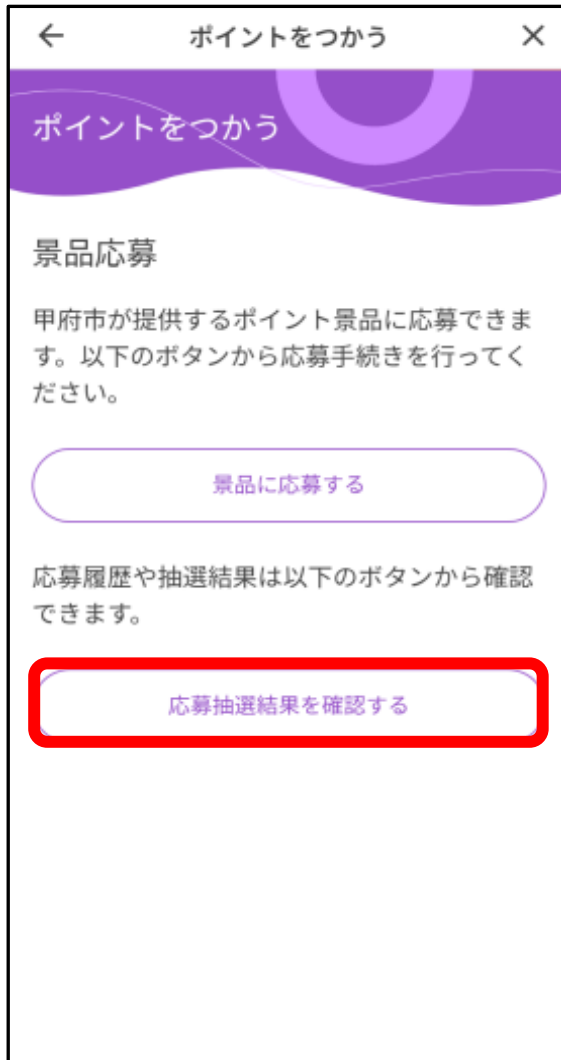 ポイントをつかう
ポイントをつかう
景品応募
甲府市が提供するポイント景品に応募できま
す。以下のボタンから応募手続きを行ってく
ださい。
景品に応募する
応募履歴や抽選結果は以下のボタンから確認
できます。
応募抽選結果を確認する